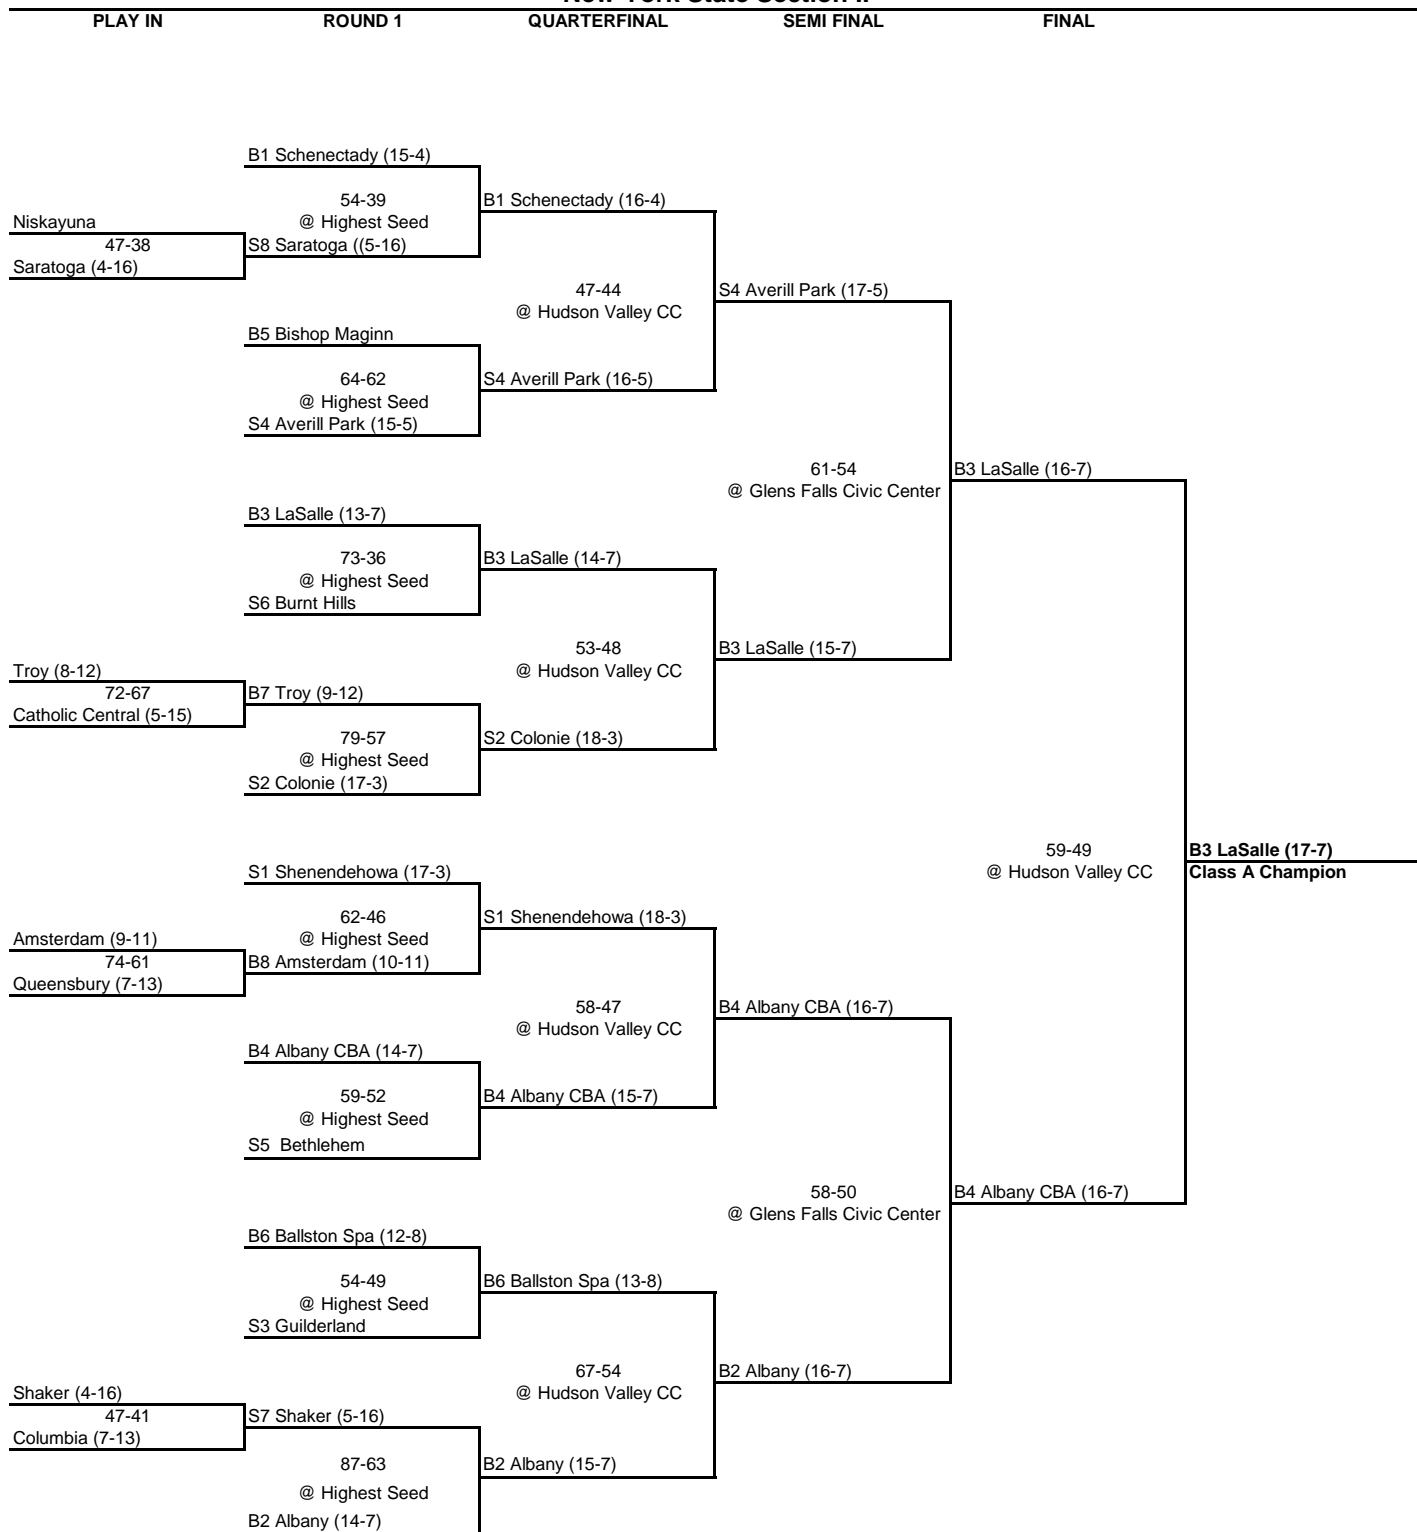 New York State Section II
PLAY IN ROUND 1 QUARTERFINAL SEMI FINAL FINAL
B1 Schenectady (15-4)
54-39 B1 Schenectady (16-4)
Niskayuna @ Highest Seed
47-38 S8 Saratoga ((5-16)
Saratoga (4-16)
47-44 S4 Averill Park (17-5)
@ Hudson Valley CC
B5 Bishop Maginn
64-62 S4 Averill Park (16-5)
@ Highest Seed
S4 Averill Park (15-5)
61-54 B3 LaSalle (16-7)
@ Glens Falls Civic Center
B3 LaSalle (13-7)
73-36 B3 LaSalle (14-7)
@ Highest Seed
S6 Burnt Hills
53-48 B3 LaSalle (15-7)
Troy (8-12) @ Hudson Valley CC
72-67 B7 Troy (9-12)
Catholic Central (5-15)
79-57 S2 Colonie (18-3)
@ Highest Seed
S2 Colonie (17-3)
59-49 B3 LaSalle (17-7)
S1 Shenendehowa (17-3) @ Hudson Valley CC Class A Champion
62-46 S1 Shenendehowa (18-3)
Amsterdam (9-11) @ Highest Seed
74-61 B8 Amsterdam (10-11)
Queensbury (7-13)
58-47 B4 Albany CBA (16-7)
@ Hudson Valley CC
B4 Albany CBA (14-7)
59-52 B4 Albany CBA (15-7)
@ Highest Seed
S5 Bethlehem
58-50 B4 Albany CBA (16-7)
@ Glens Falls Civic Center
B6 Ballston Spa (12-8)
54-49 B6 Ballston Spa (13-8)
@ Highest Seed
S3 Guilderland
67-54 B2 Albany (16-7)
Shaker (4-16) @ Hudson Valley CC
47-41 S7 Shaker (5-16)
Columbia (7-13)
87-63 B2 Albany (15-7)
@ Highest Seed
B2 Albany (14-7)